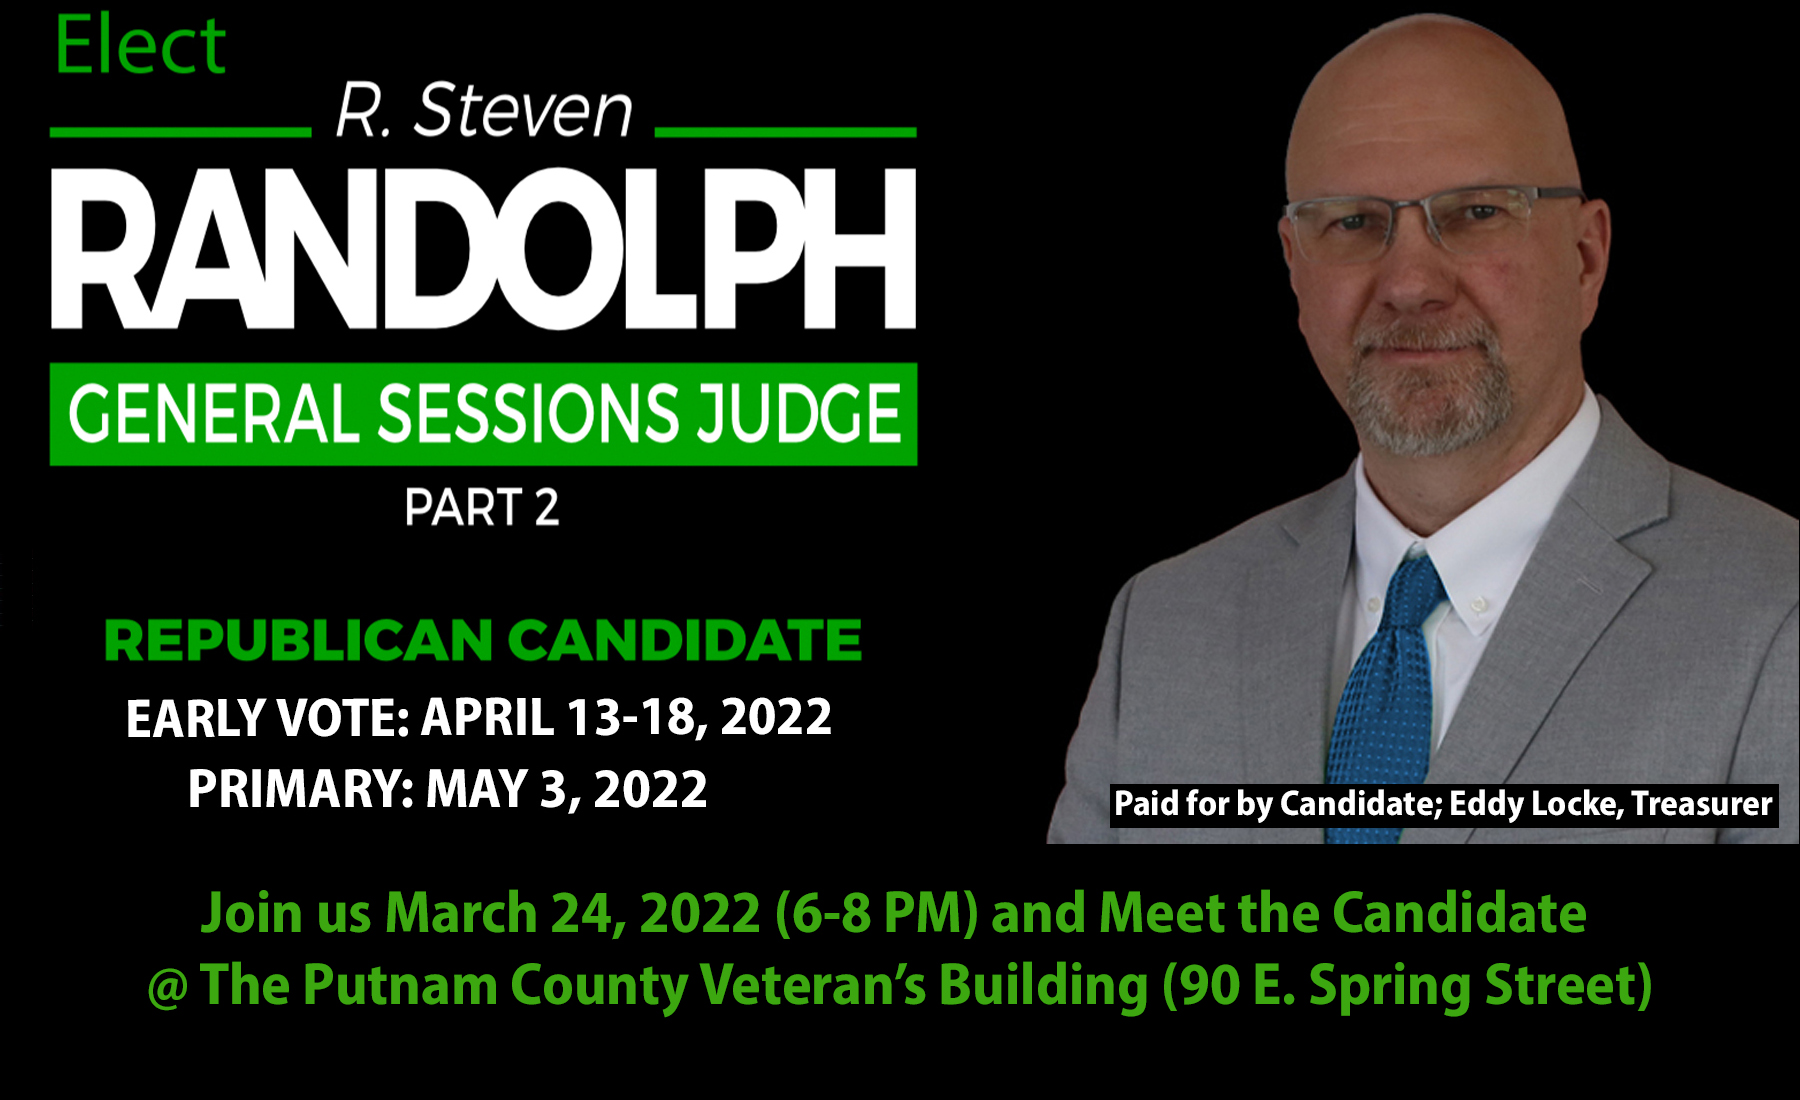 Elect
R. Steven
RANDOLPH
GENERAL SESSIONS JUDGE
PART 2
REPUBLICAN CANDIDATE
EARLY VOTE: APRIL 13-18, 2022
PRIMARY: MAY 3, 2022
Paid for by Candidate; Eddy Locke, Treasurer
Join us March 24, 2022 (6-8 PM) and Meet the Candidate
@ The Putnam County Veteran’s Building (90 E. Spring Street)